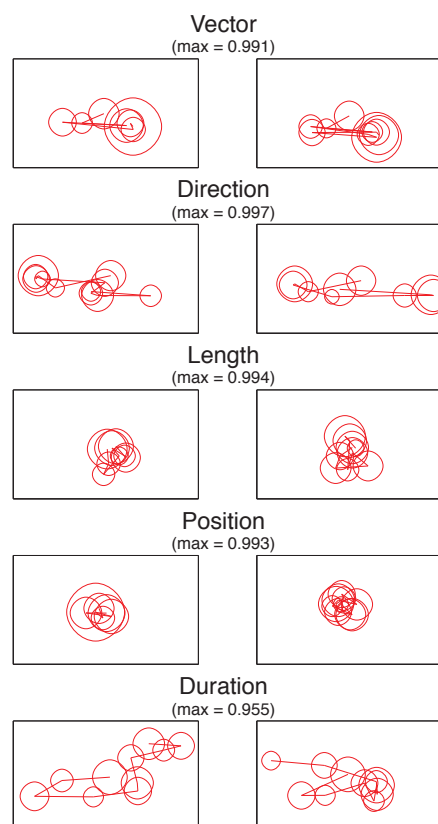 Vector
(max = 0.991)
Direction
(max = 0.997)
Length
(max = 0.994)
Position
(max = 0.993)
Duration
(max = 0.955)